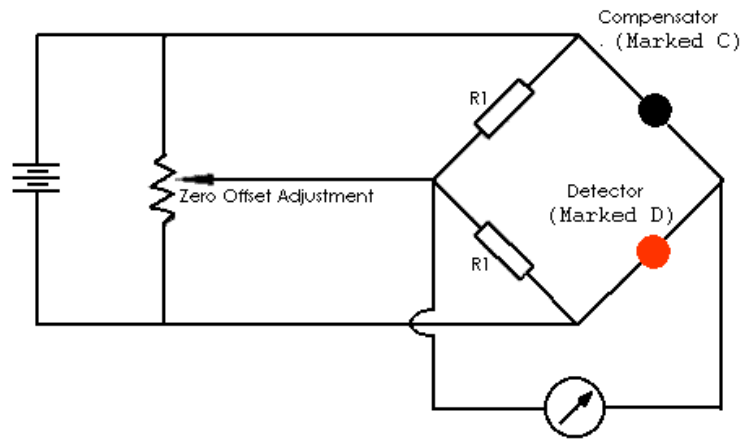 Compensator
. (Marked C)
R1
Zero Offset Adjustment
Detector
(Marked D)
R1